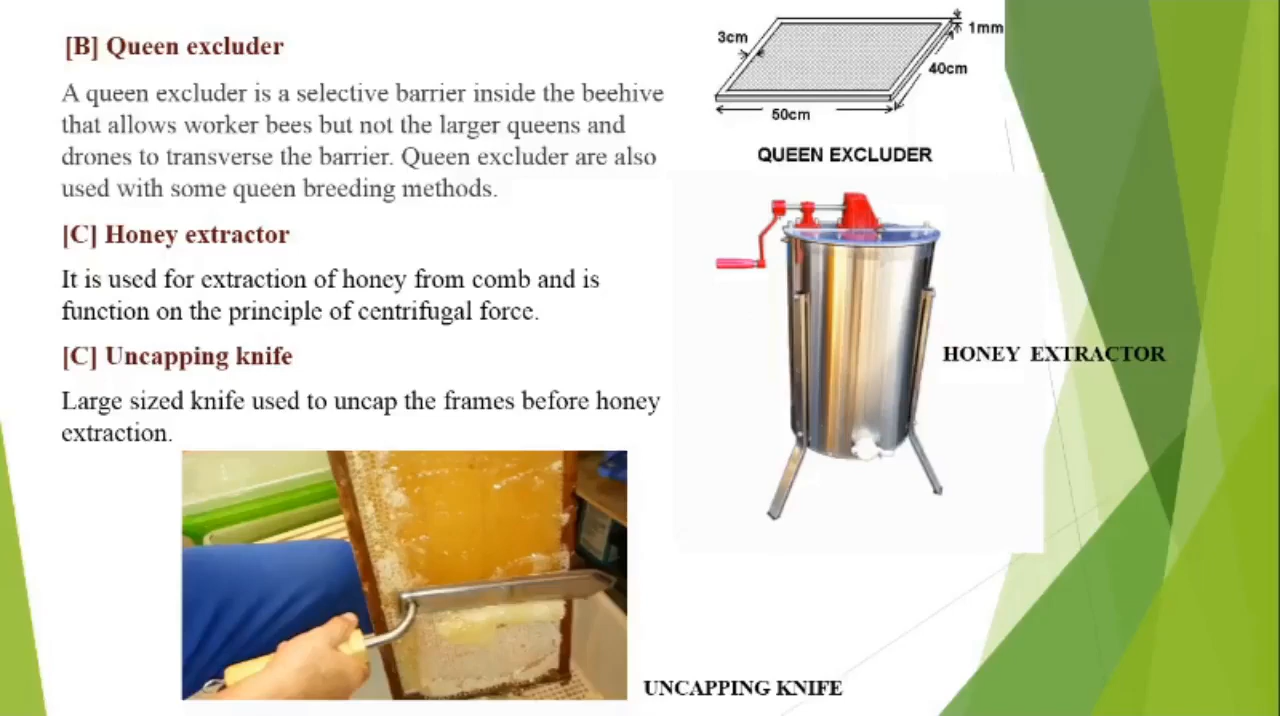 [B] Queen excluder
A queen excluder is a selective barrier inside the beehive
that allows worker bees but not the larger queens and
drones to transverse the barrier. Queen excluder are also
used with some queen breeding methods.
[C] Honey extractor
It is used for extraction of honey from comb and is
function on the principle of centrifugal force.
[C] Uncapping knife
Large sized knife used to uncap the frames before honey
extraction.
3cm
1mm
40cm
50cm
QUEEN EXCLUDER
HONEY EXTRACTOR
UNCAPPING KNIFE